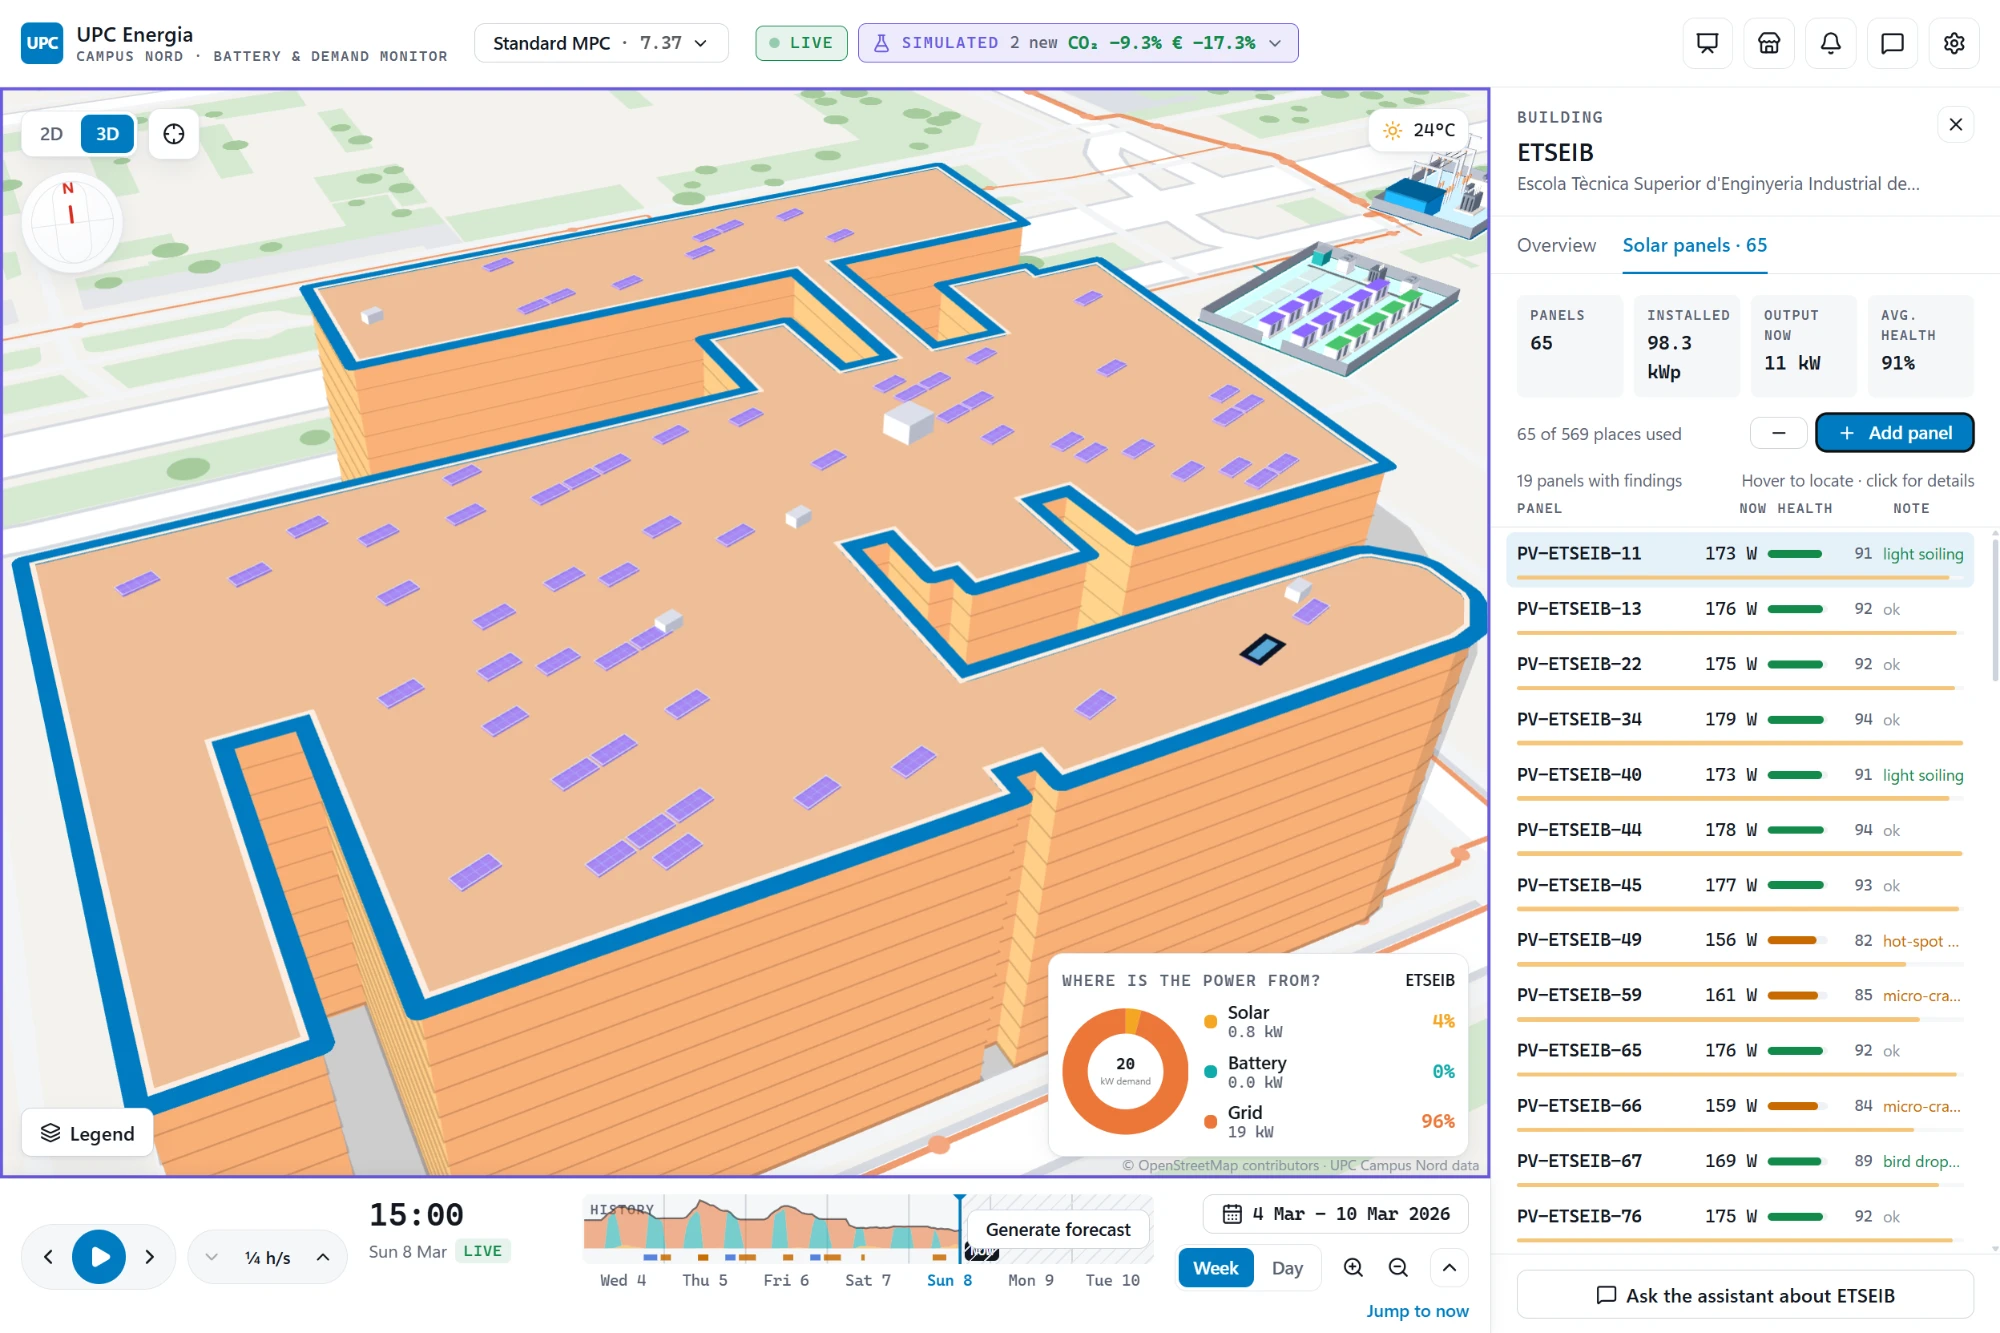 UPC
UPC Energia
CAMPUS NORD · BATTERY & DEMAND MONITOR
Standard MPC · 7.37
LIVE
SIMULATED 2 new CO₂ −9.3% € −17.3%
2D
3D
N
24°C
Legend
WHERE IS THE POWER FROM?
ETSEIB
20
kW demand
Solar
0.8 kW
4%
Battery
0.0 kW
0%
Grid
19 kW
96%
© OpenStreetMap contributors · UPC Campus Nord data
BUILDING
ETSEIB
Escola Tècnica Superior d'Enginyeria Industrial de...
Overview
Solar panels · 65
PANELS
65
INSTALLED
98.3
kWp
OUTPUT
NOW
11 kW
AVG.
HEALTH
91%
65 of 569 places used
−
+ Add panel
19 panels with findings
Hover to locate · click for details
PANEL NOW HEALTH NOTE
PV−ETSEIB−11 173 W 91 light soiling
PV−ETSEIB−13 176 W 92 ok
PV−ETSEIB−22 175 W 92 ok
PV−ETSEIB−34 179 W 94 ok
PV−ETSEIB−40 173 W 91 light soiling
PV−ETSEIB−44 178 W 94 ok
PV−ETSEIB−45 177 W 93 ok
PV−ETSEIB−49 156 W 82 hot-spot ...
PV−ETSEIB−59 161 W 85 micro-cra...
PV−ETSEIB−65 176 W 92 ok
PV−ETSEIB−66 159 W 84 micro-cra...
PV−ETSEIB−67 169 W 89 bird drop...
PV−ETSEIB−76 175 W 92 ok
Ask the assistant about ETSEIB
¼ h/s
15:00
Sun 8 Mar LIVE
HISTORY
Generate forecast
NOW
Wed 4 Thu 5 Fri 6 Sat 7 Sun 8 Mon 9 Tue 10
4 Mar − 10 Mar 2026
Week
Day
Jump to now